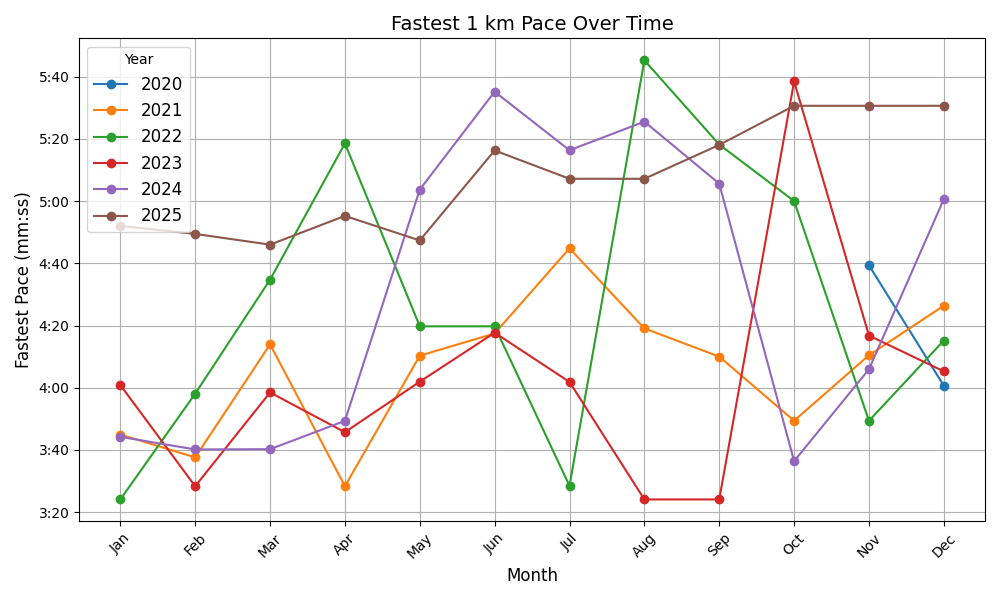 Fastest 1 km Pace Over Time
Year
2020
2021
2022
2023
2024
2025
Fastest Pace (mm:ss)
5:40
5:20
5:00
4:40
4:20
4:00
3:40
3:20
Jan
Feb
Mar
Apr
May
Jun
Jul
Aug
Sep
Oct
Nov
Dec
Month